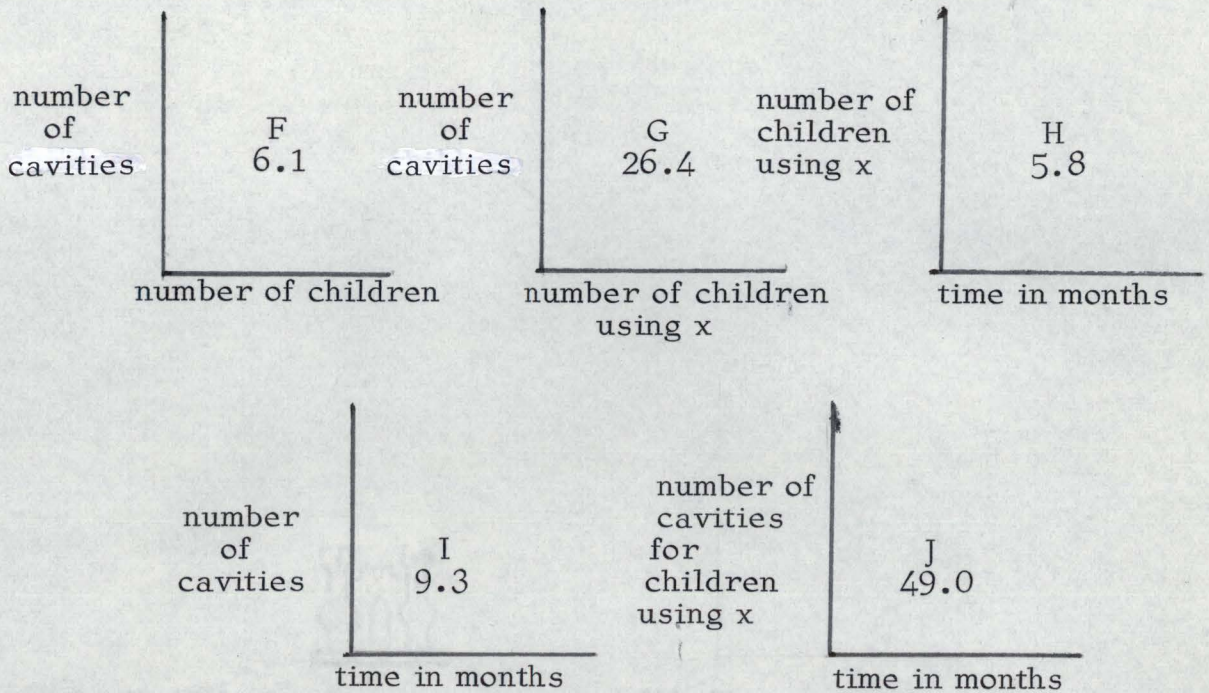 number
of
cavities
F
6.1
number of children
number
of
cavities
G
26.4
number of children
using x
number of
children
using x
H
5.8
time in months
number
of
cavities
I
9.3
time in months
number of
cavities
for
children
using x
J
49.0
time in months